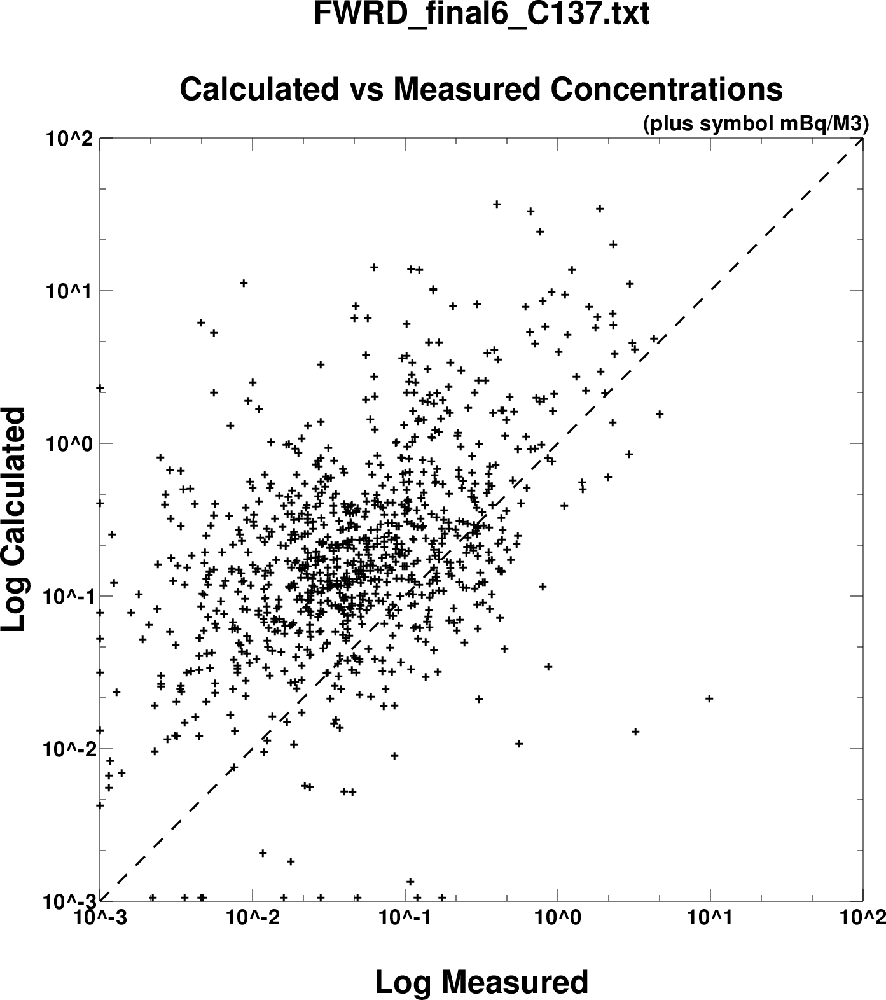 FWRD_final6_C137.txt
Calculated vs Measured Concentrations
(plus symbol mBq/M3)
10^2
10^1
10^0
10^-1
10^-2
10^-3
Log Calculated
10^-3 10^-2 10^-1 10^0 10^1 10^2
Log Measured